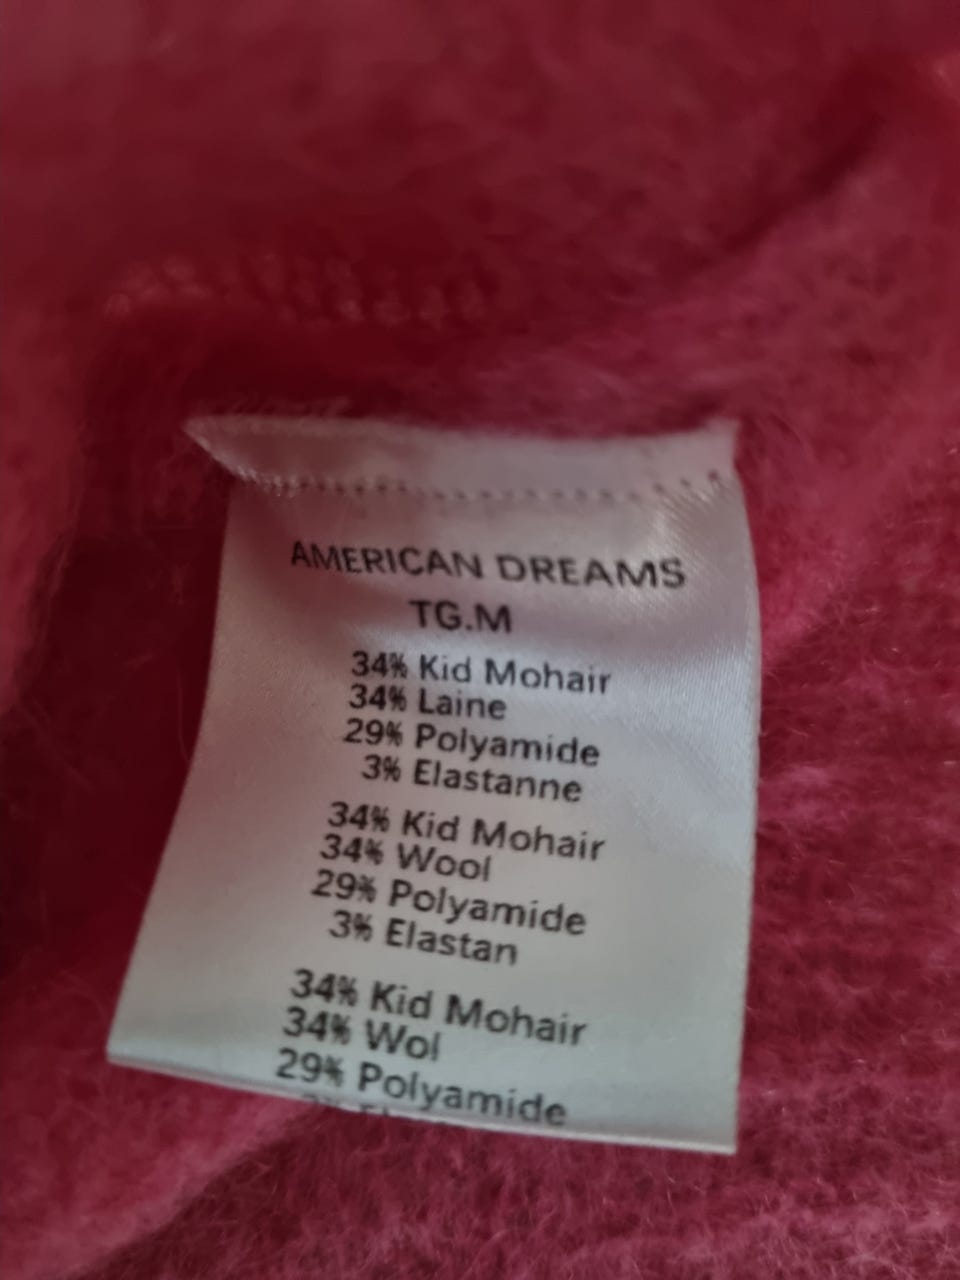 AMERICAN DREAMS
TG.M
34% Kid Mohair
34% Laine
29% Polyamide
3% Elastanne
34% Kid Mohair
34% Wool
29% Polyamide
3% Elastan
34% Kid Mohair
34% Wol
29% Polyamide